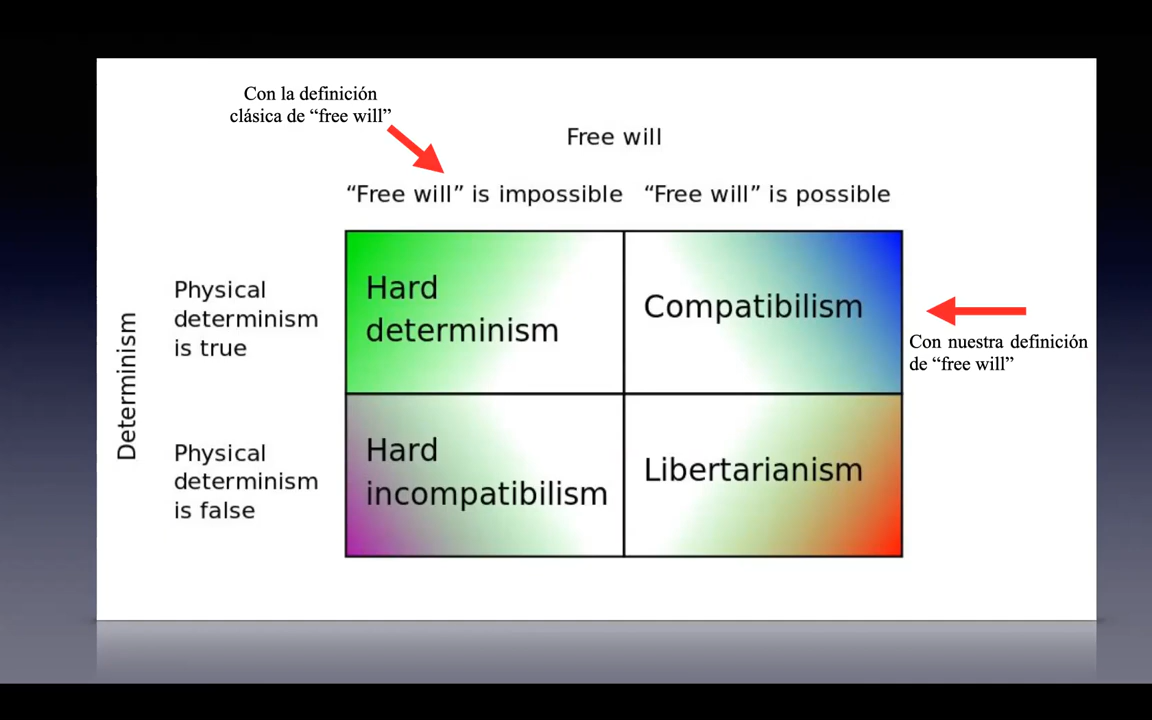 Con la definición
clásica de “free will”
Free will
“Free will” is impossible
“Free will” is possible
Determinism
Physical
determinism
is true
Hard
determinism
Compatibilism
Con nuestra definición
de “free will”
Physical
determinism
is false
Hard
incompatibilism
Libertarianism